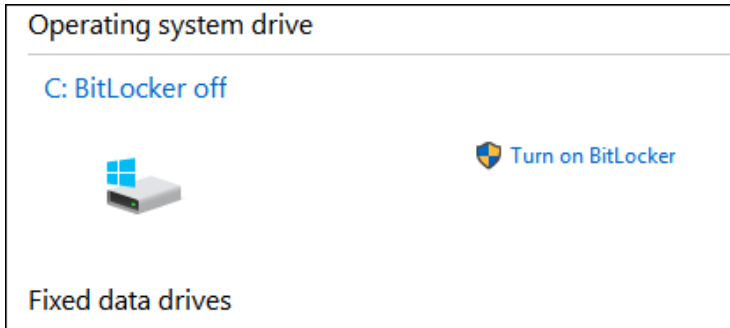 Operating system drive
C: BitLocker off
Turn on BitLocker
Fixed data drives